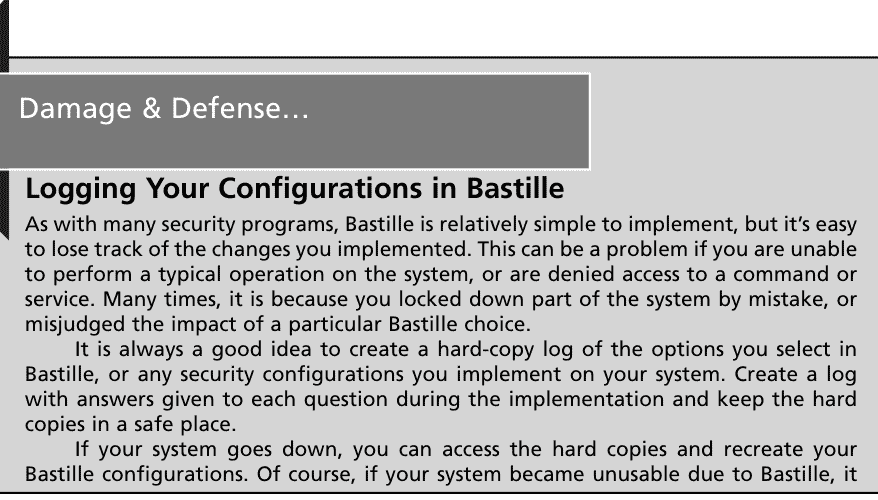 Damage & Defense…
Logging Your Configurations in Bastille
As with many security programs, Bastille is relatively simple to implement, but it’s easy
to lose track of the changes you implemented. This can be a problem if you are unable
to perform a typical operation on the system, or are denied access to a command or
service. Many times, it is because you locked down part of the system by mistake, or
misjudged the impact of a particular Bastille choice.
It is always a good idea to create a hard-copy log of the options you select in
Bastille, or any security configurations you implement on your system. Create a log
with answers given to each question during the implementation and keep the hard
copies in a safe place.
If your system goes down, you can access the hard copies and recreate your
Bastille configurations. Of course, if your system became unusable due to Bastille, it